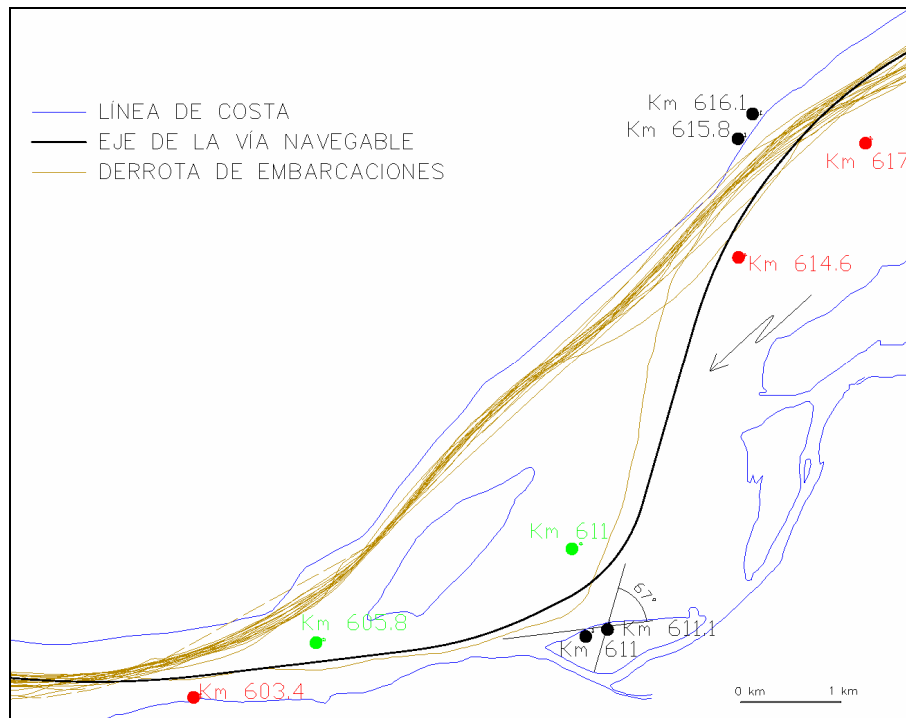 LÍNEA DE COSTA
EJE DE LA VÍA NAVEGABLE
DERROTA DE EMBARCACIONES
Km 616.1
Km 615.8
Km 617
Km 614.6
Km 611
67°
Km 605.8
Km 611.1
Km 611
Km 603.4
0 km 1 km